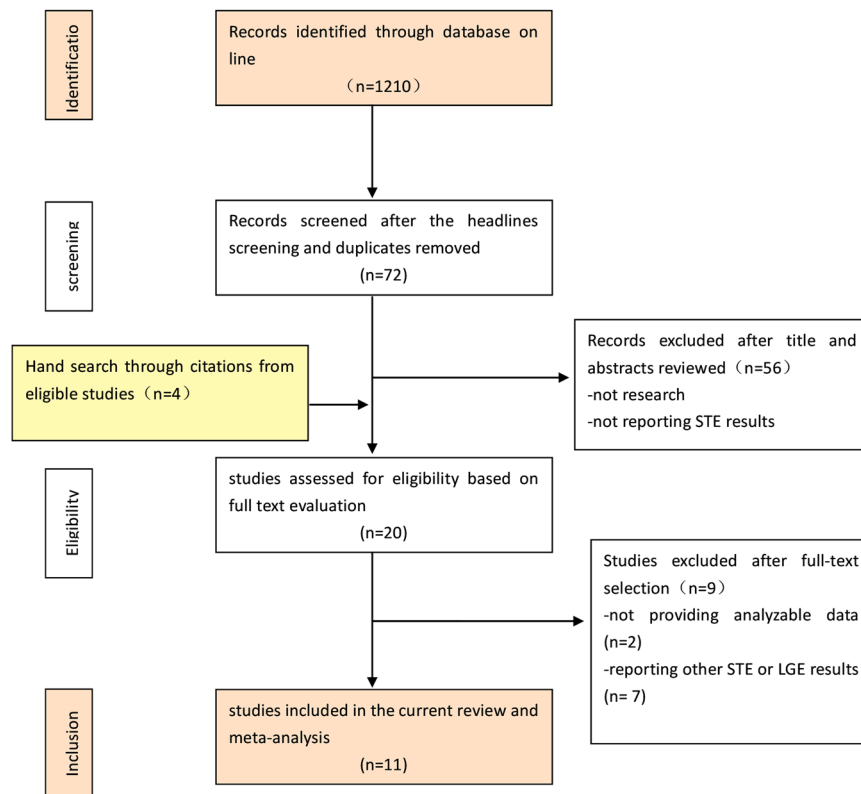 Identificatio
Records identified through database on
line
（n=1210）
screening
Records screened after the headlines
screening and duplicates removed
(n=72)
Records excluded after title and
abstracts reviewed（n=56）
-not research
-not reporting STE results
Hand search through citations from
eligible studies（n=4）
Eligibility
studies assessed for eligibility based on
full text evaluation
(n=20)
Studies excluded after full-text
selection（n=9）
-not providing analyzable data
(n=2)
-reporting other STE or LGE results
(n= 7)
Inclusion
studies included in the current review and
meta-analysis
(n=11)